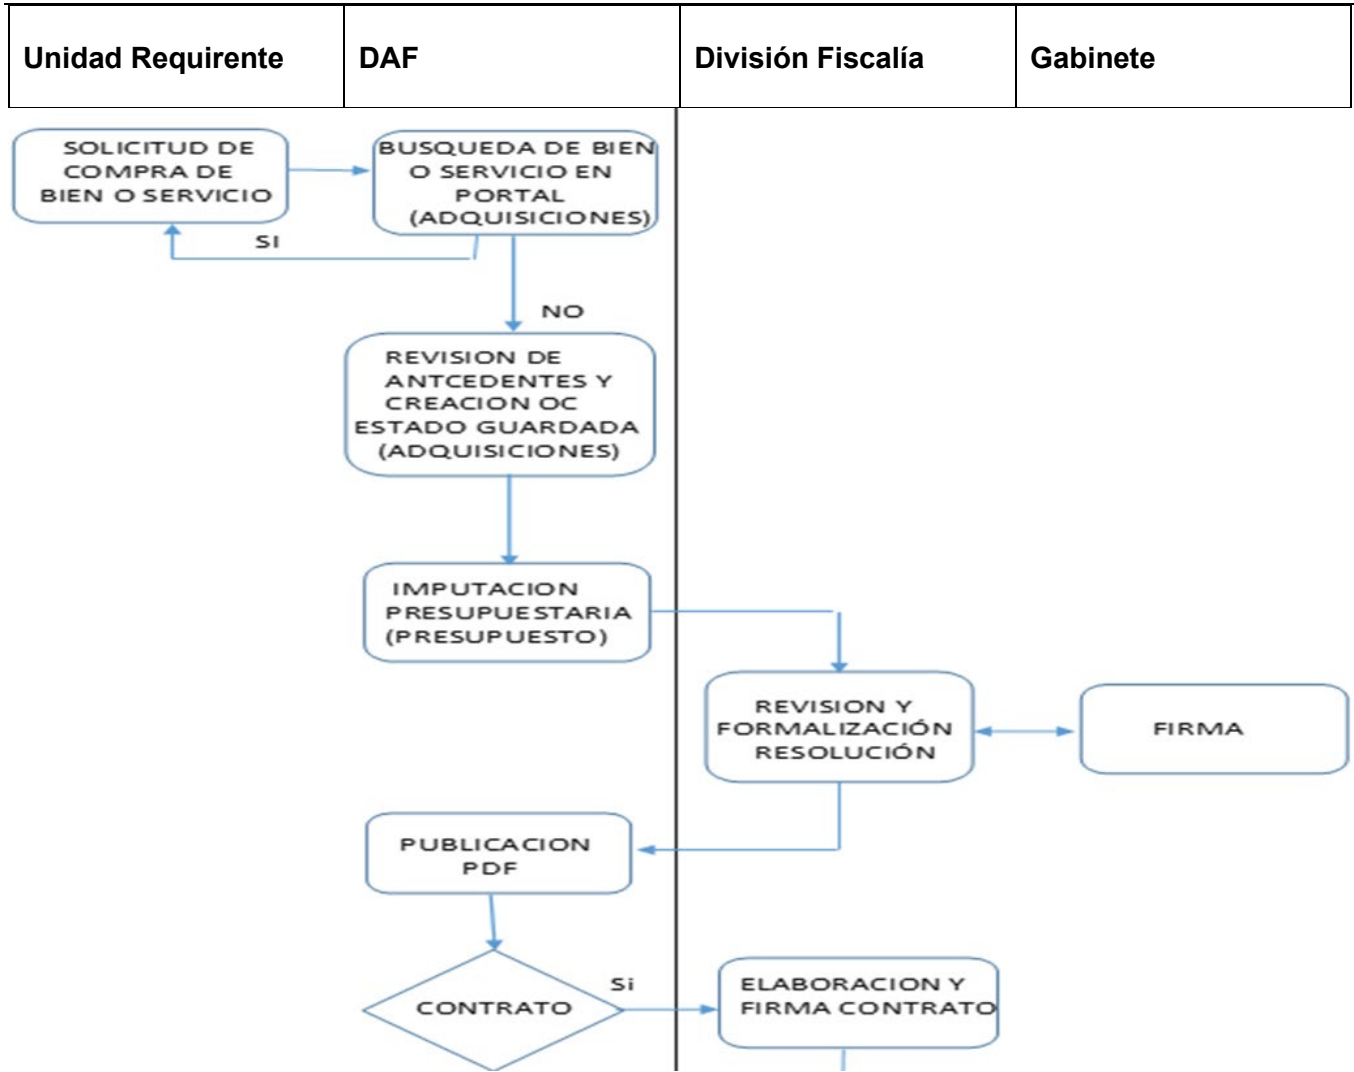 Unidad Requirente
DAF
División Fiscalía
Gabinete
SOLICITUD DE
COMPRA DE
BIEN O SERVICIO
BUSQUEDA DE BIEN
O SERVICIO EN
PORTAL
(ADQUISICIONES)
SI
NO
REVISION DE
ANTCEDENTES Y
CREACION OC
ESTADO GUARDADA
(ADQUISICIONES)
IMPUTACION
PRESUPUESTARIA
(PRESUPUESTO)
REVISION Y
FORMALIZACIÓN
RESOLUCIÓN
FIRMA
PUBLICACION
PDF
CONTRATO
Si
ELABORACION Y
FIRMA CONTRATO